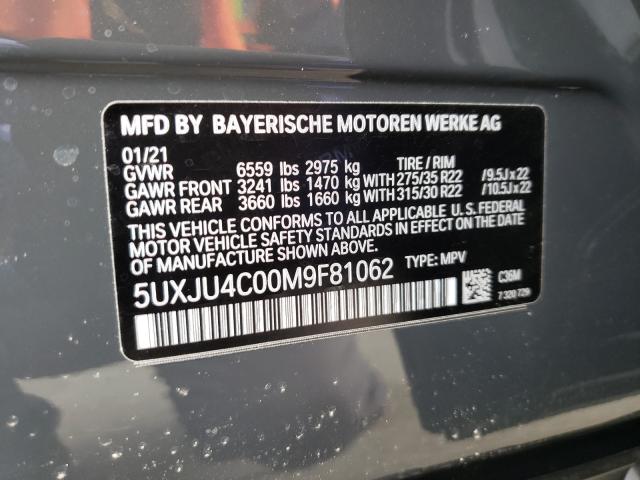 MFD BY BAYERISCHE MOTOREN WERKE AG
01/21 TIRE / RIM
GVWR 6559 lbs 2975 kg
GAWR FRONT 3241 lbs 1470 kg WITH 275/35 R22 /9.5J x 22
GAWR REAR 3660 lbs 1660 kg WITH 315/30 R22 /10.5J x 22
THIS VEHICLE CONFORMS TO ALL APPLICABLE U.S. FEDERAL
MOTOR VEHICLE SAFETY STANDARDS IN EFFECT ON THE DATE
OF MANUFACTURE SHOWN ABOVE.
5UXJU4C00M9F81062 TYPE: MPV
C36M
7 320 729